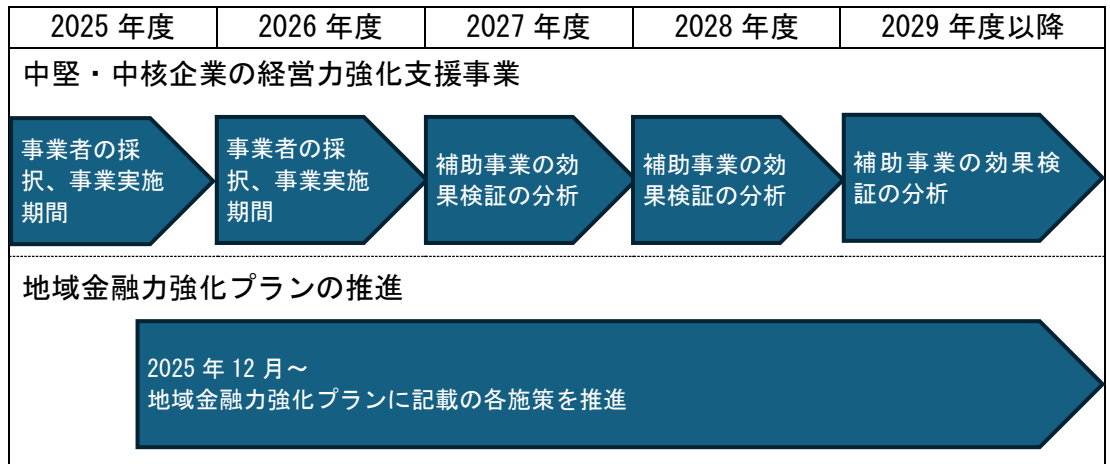 2025 年度 2026 年度 2027 年度 2028 年度 2029 年度以降
中堅・中核企業の経営力強化支援事業
事業者の採
択、事業実施
期間
事業者の採
択、事業実施
期間
補助事業の効
果検証の分析
補助事業の効
果検証の分析
補助事業の効果検
証の分析
地域金融力強化プランの推進
2025 年 12 月～
地域金融力強化プランに記載の各施策を推進